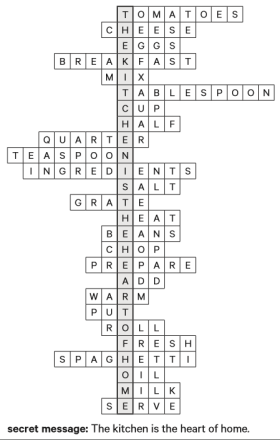 TOMATOES
CHEESE
EGGS
BREAKFAST
MIX
TABLESPOON
CUP
HALF
QUARTER
TEASPOON
INGREDIENTS
SALT
GRATE
HEAT
BEANS
CHOP
PREPARE
ADD
WARM
PUT
ROLL
FRESH
SPAGHETTI
OIL
MILK
SERVE
secret message: The kitchen is the heart of home.